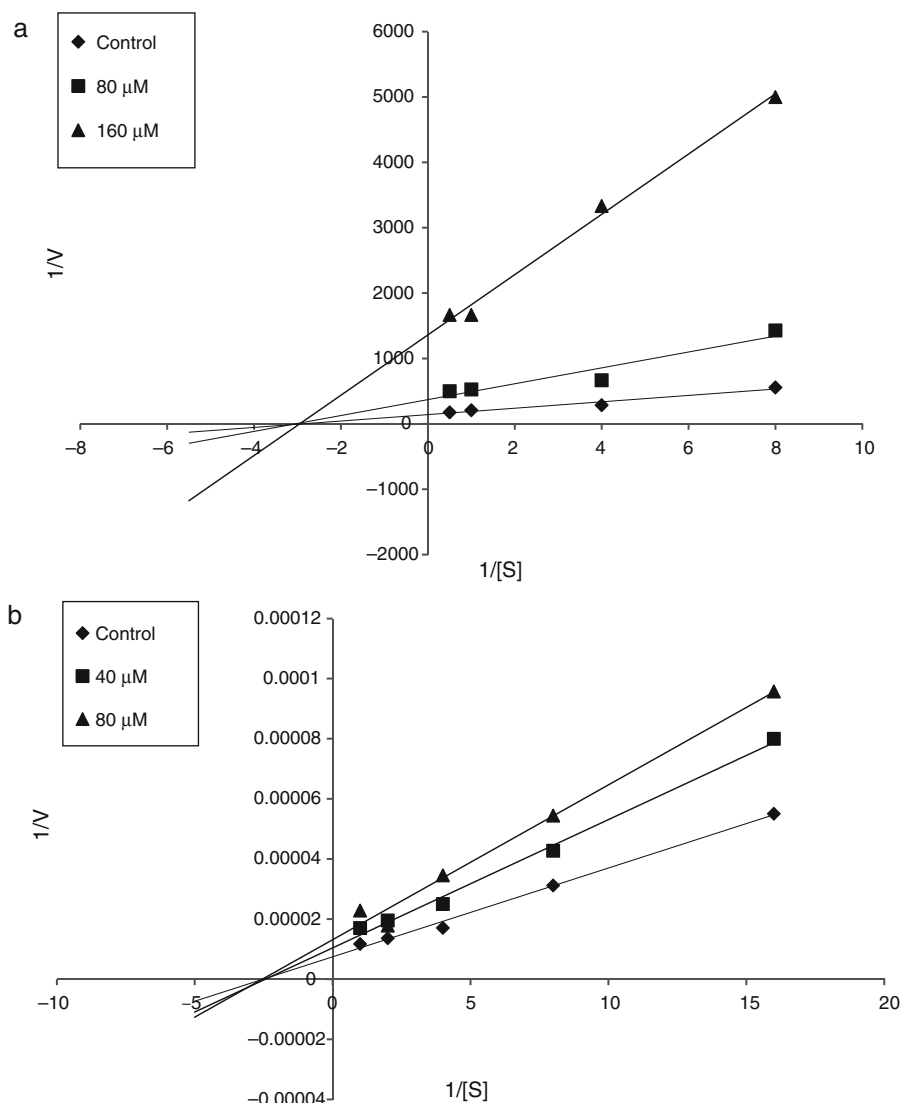 a
Control
80 μM
160 μM
6000
5000
4000
3000
2000
1000
0
−1000
−2000
−8
−6
−4
−2
0
2
4
6
8
10
1/V
1/[S]
b
Control
40 μM
80 μM
0.00012
0.0001
0.00008
0.00006
0.00004
0.00002
0
−0.00002
−0.00004
−10
−5
0
5
10
15
20
1/V
1/[S]